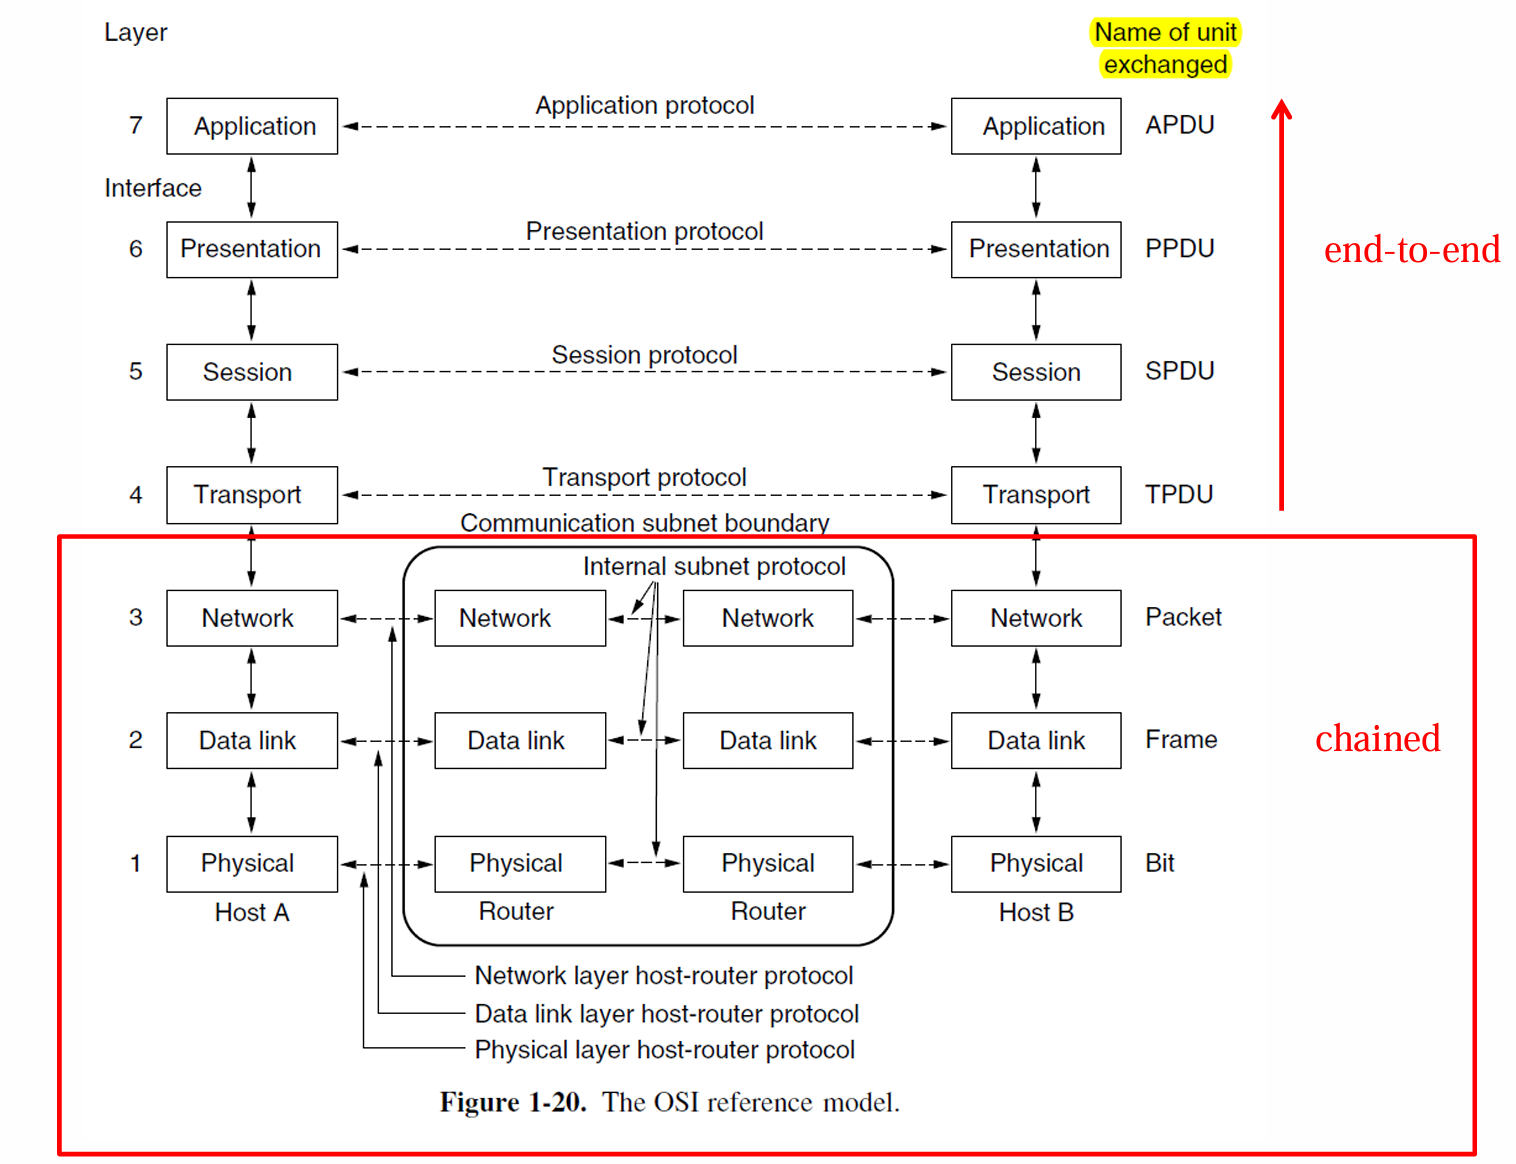 Layer
Name of unit
exchanged
7 Application Application protocol Application APDU
Interface
6 Presentation Presentation protocol Presentation PPDU
end-to-end
5 Session Session protocol Session SPDU
4 Transport Transport protocol Transport TPDU
Communication subnet boundary
Internal subnet protocol
3 Network Network Network Network Packet
2 Data link Data link Data link Data link Frame
chained
1 Physical Physical Physical Physical Bit
Host A Router Router Host B
Network layer host-router protocol
Data link layer host-router protocol
Physical layer host-router protocol
Figure 1-20. The OSI reference model.